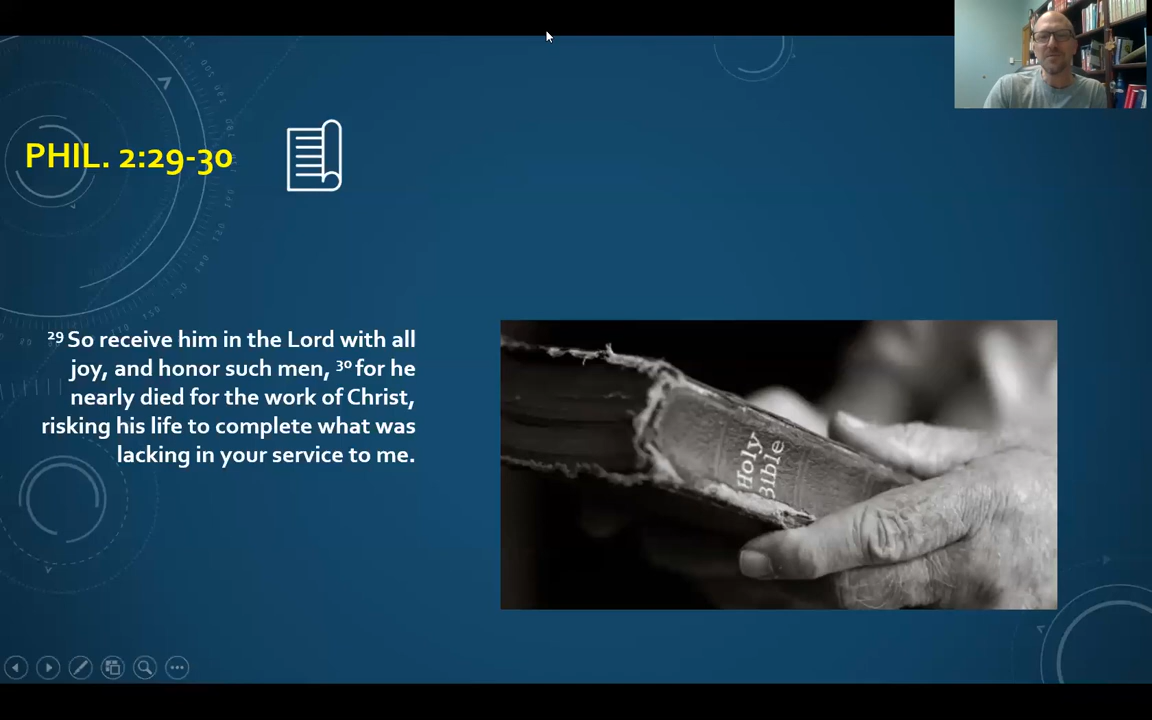 PHIL. 2:29-30
²⁹ So receive him in the Lord with all
joy, and honor such men, ³⁰ for he
nearly died for the work of Christ,
risking his life to complete what was
lacking in your service to me.
Holy
Bible